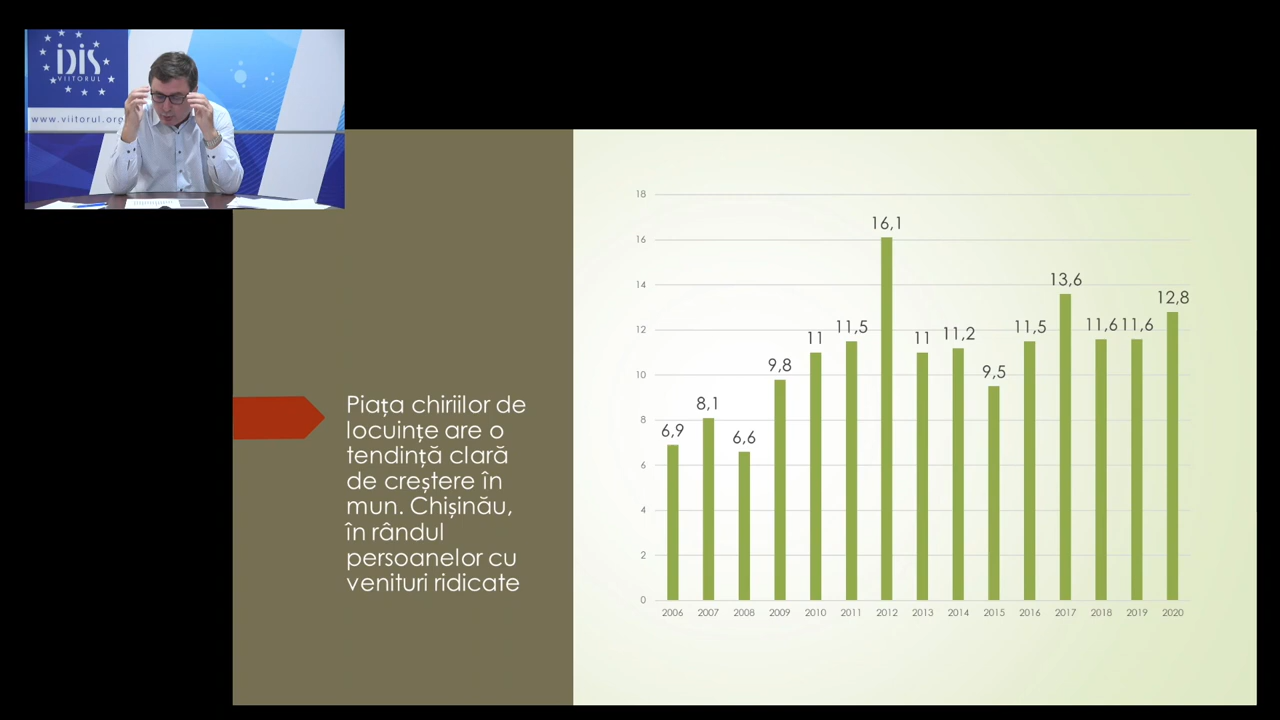 IDIS
VIITORUL
www.viitorul.org
Piața chiriilor de
locuințe are o
tendință clară
de creștere în
mun. Chișinău,
în rândul
persoanelor cu
venituri ridicate
18
16
14
12
10
8
6
4
2
0
6,9
8,1
6,6
9,8
11
11,5
16,1
11
11,2
9,5
11,5
13,6
11,6
11,6
12,8
2006 2007 2008 2009 2010 2011 2012 2013 2014 2015 2016 2017 2018 2019 2020